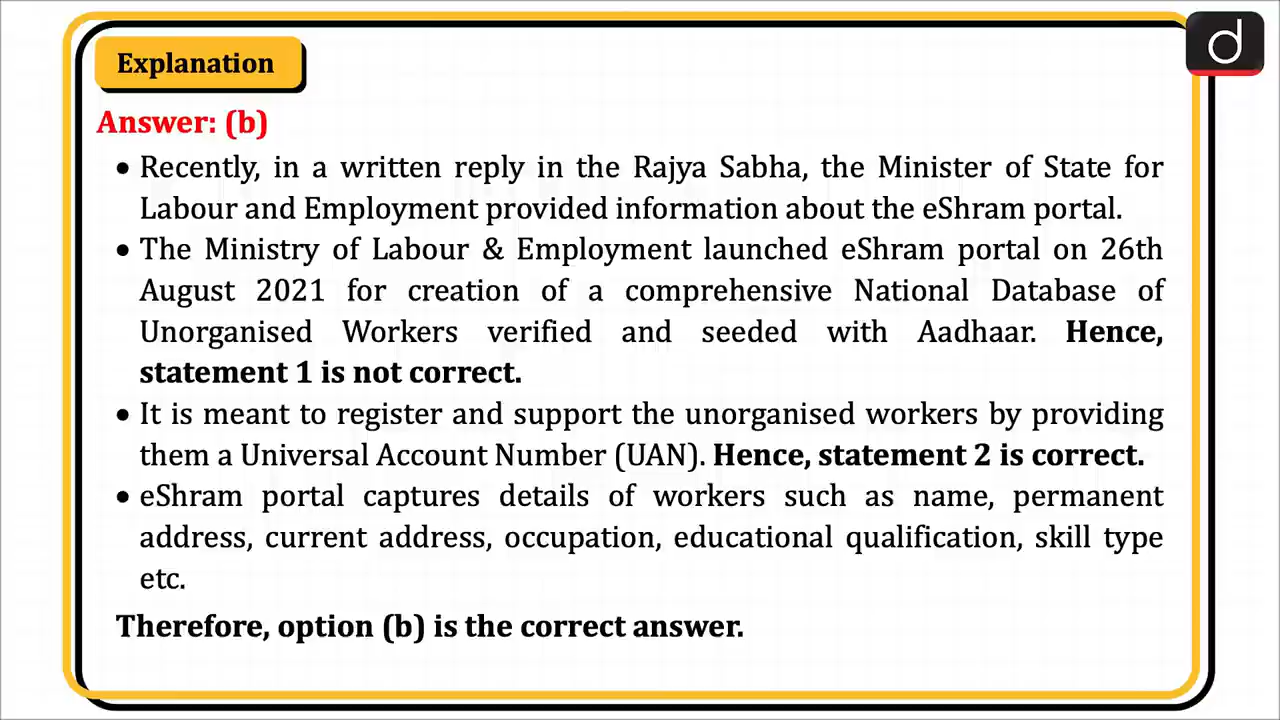 Explanation
d
Answer: (b)
• Recently, in a written reply in the Rajya Sabha, the Minister of State for
Labour and Employment provided information about the eShram portal.
• The Ministry of Labour & Employment launched eShram portal on 26th
August 2021 for creation of a comprehensive National Database of
Unorganised Workers verified and seeded with Aadhaar. Hence,
statement 1 is not correct.
• It is meant to register and support the unorganised workers by providing
them a Universal Account Number (UAN). Hence, statement 2 is correct.
• eShram portal captures details of workers such as name, permanent
address, current address, occupation, educational qualification, skill type
etc.
Therefore, option (b) is the correct answer.